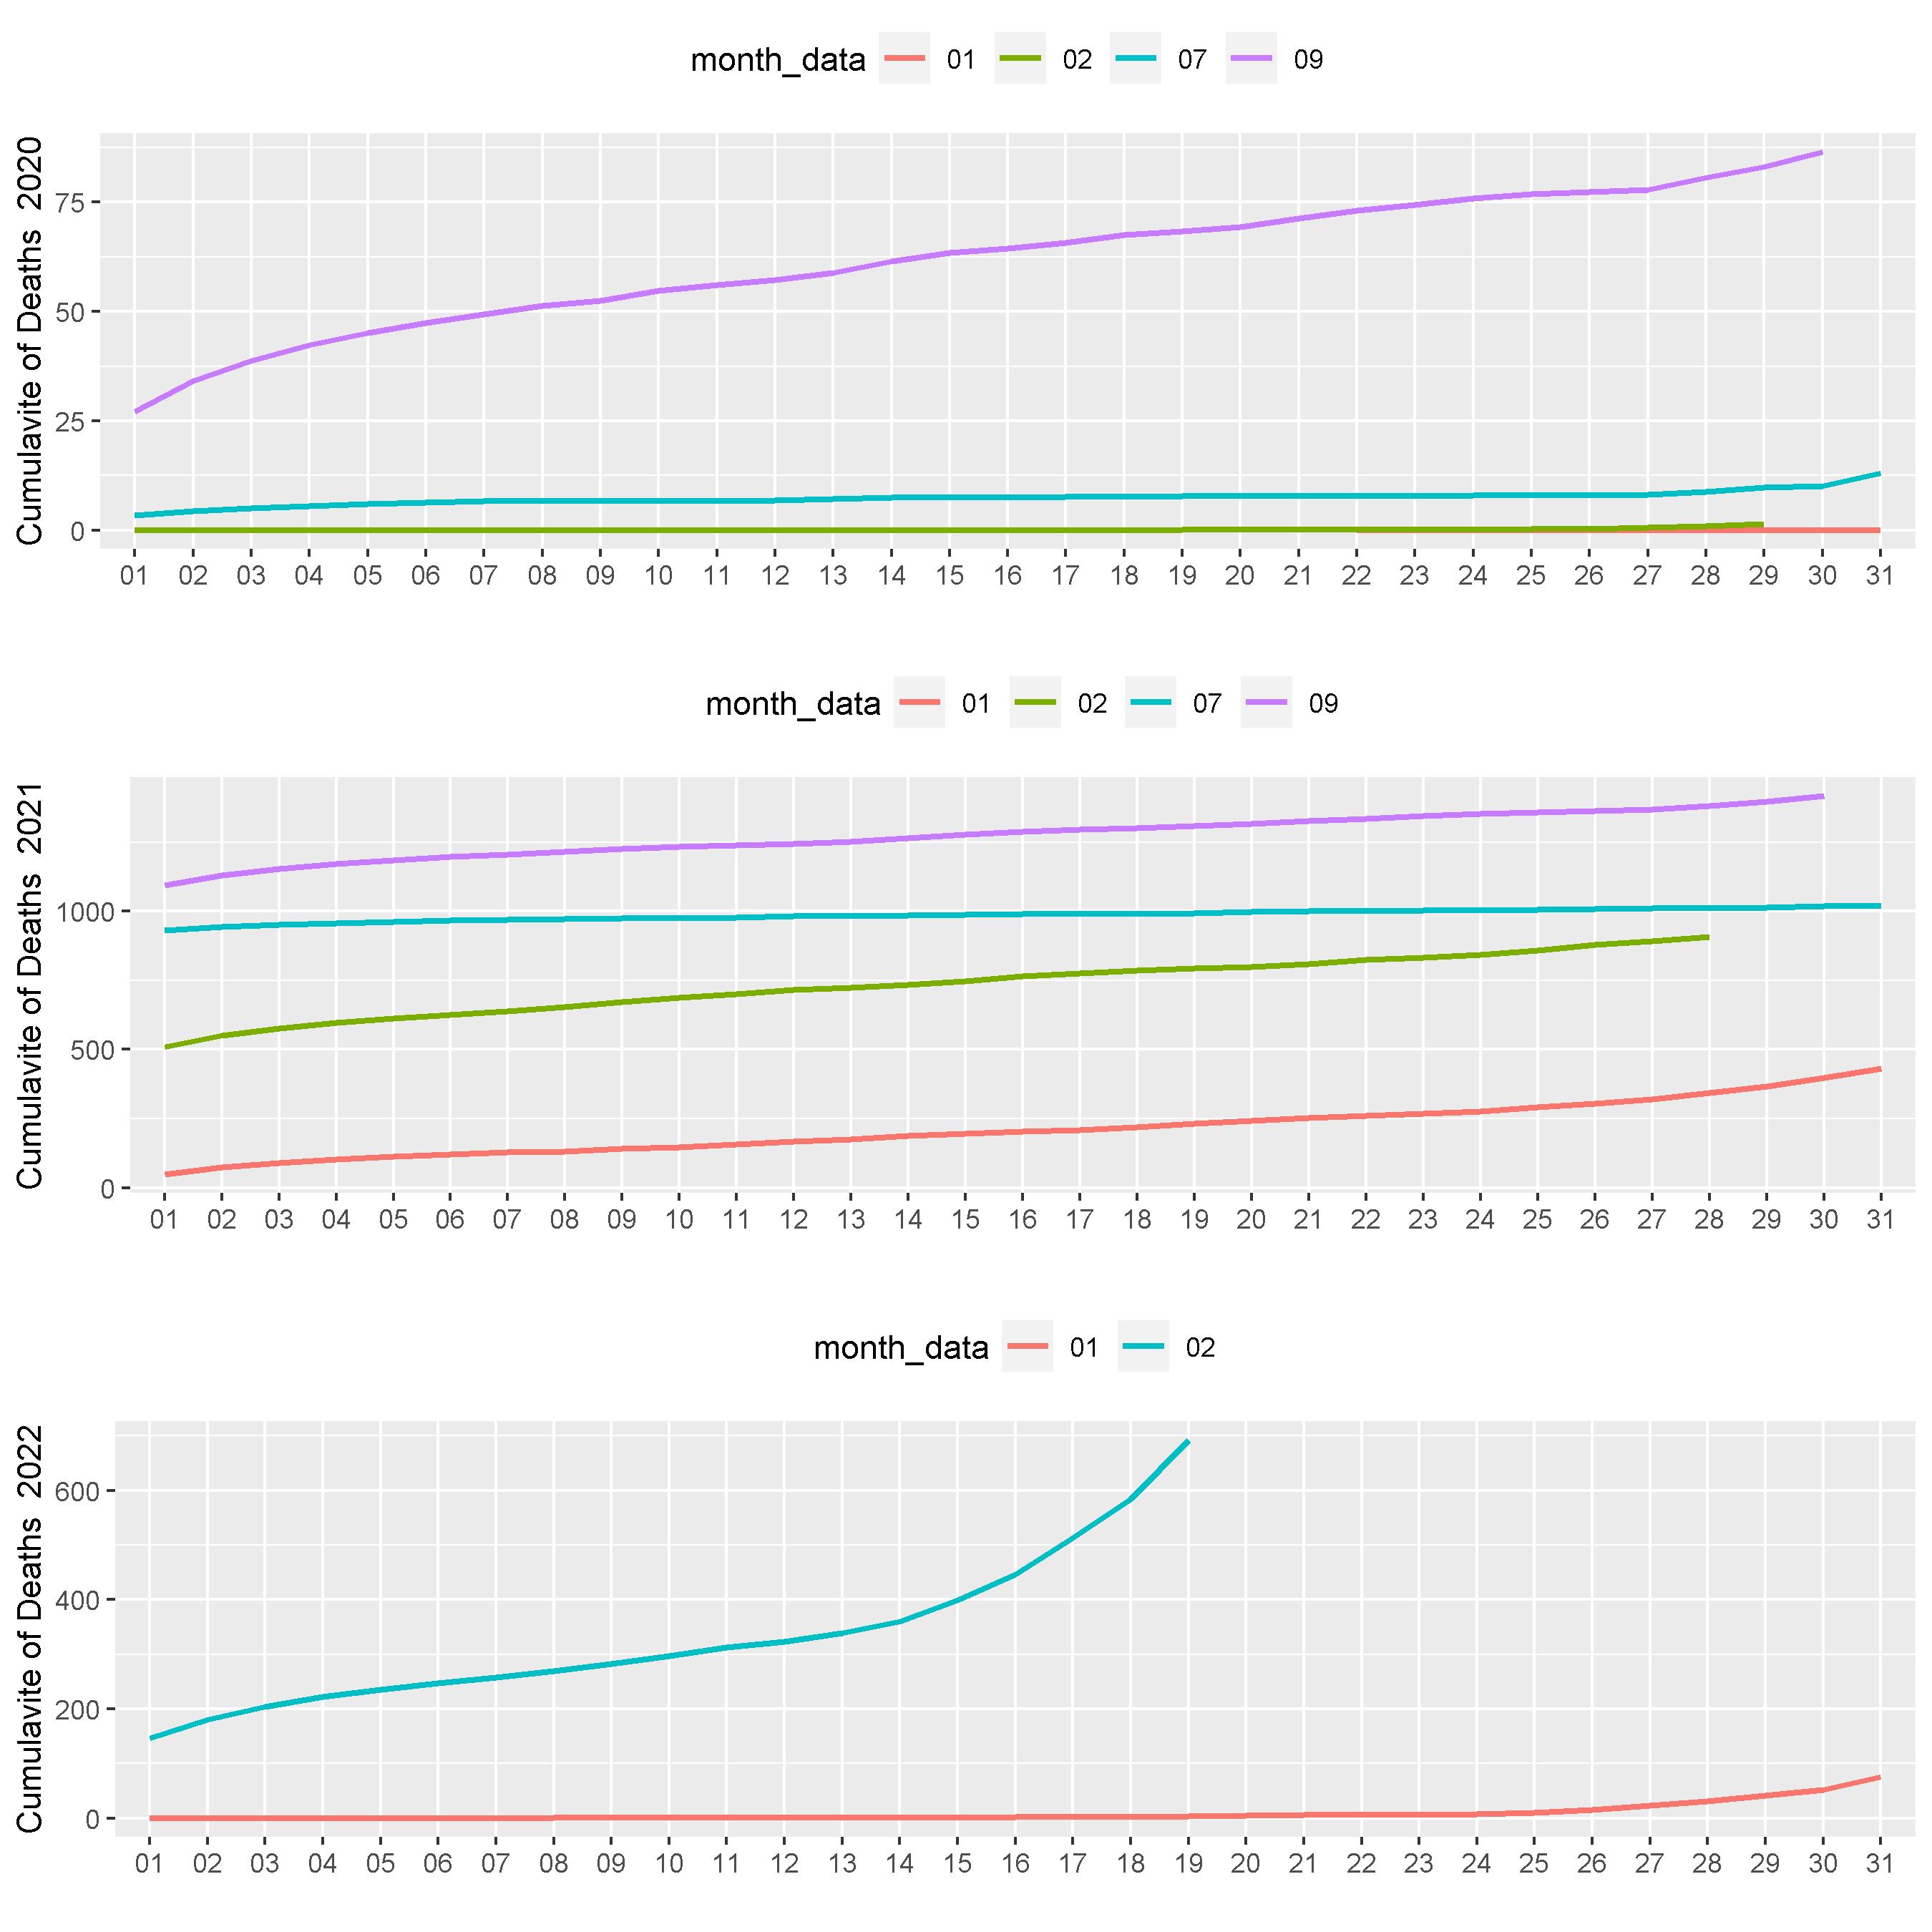 month_data 01 02 07 09
Cumulavite of Deaths 2020
75
50
25
0
01 02 03 04 05 06 07 08 09 10 11 12 13 14 15 16 17 18 19 20 21 22 23 24 25 26 27 28 29 30 31
month_data 01 02 07 09
Cumulavite of Deaths 2021
1000
500
0
01 02 03 04 05 06 07 08 09 10 11 12 13 14 15 16 17 18 19 20 21 22 23 24 25 26 27 28 29 30 31
month_data 01 02
Cumulavite of Deaths 2022
600
400
200
0
01 02 03 04 05 06 07 08 09 10 11 12 13 14 15 16 17 18 19 20 21 22 23 24 25 26 27 28 29 30 31